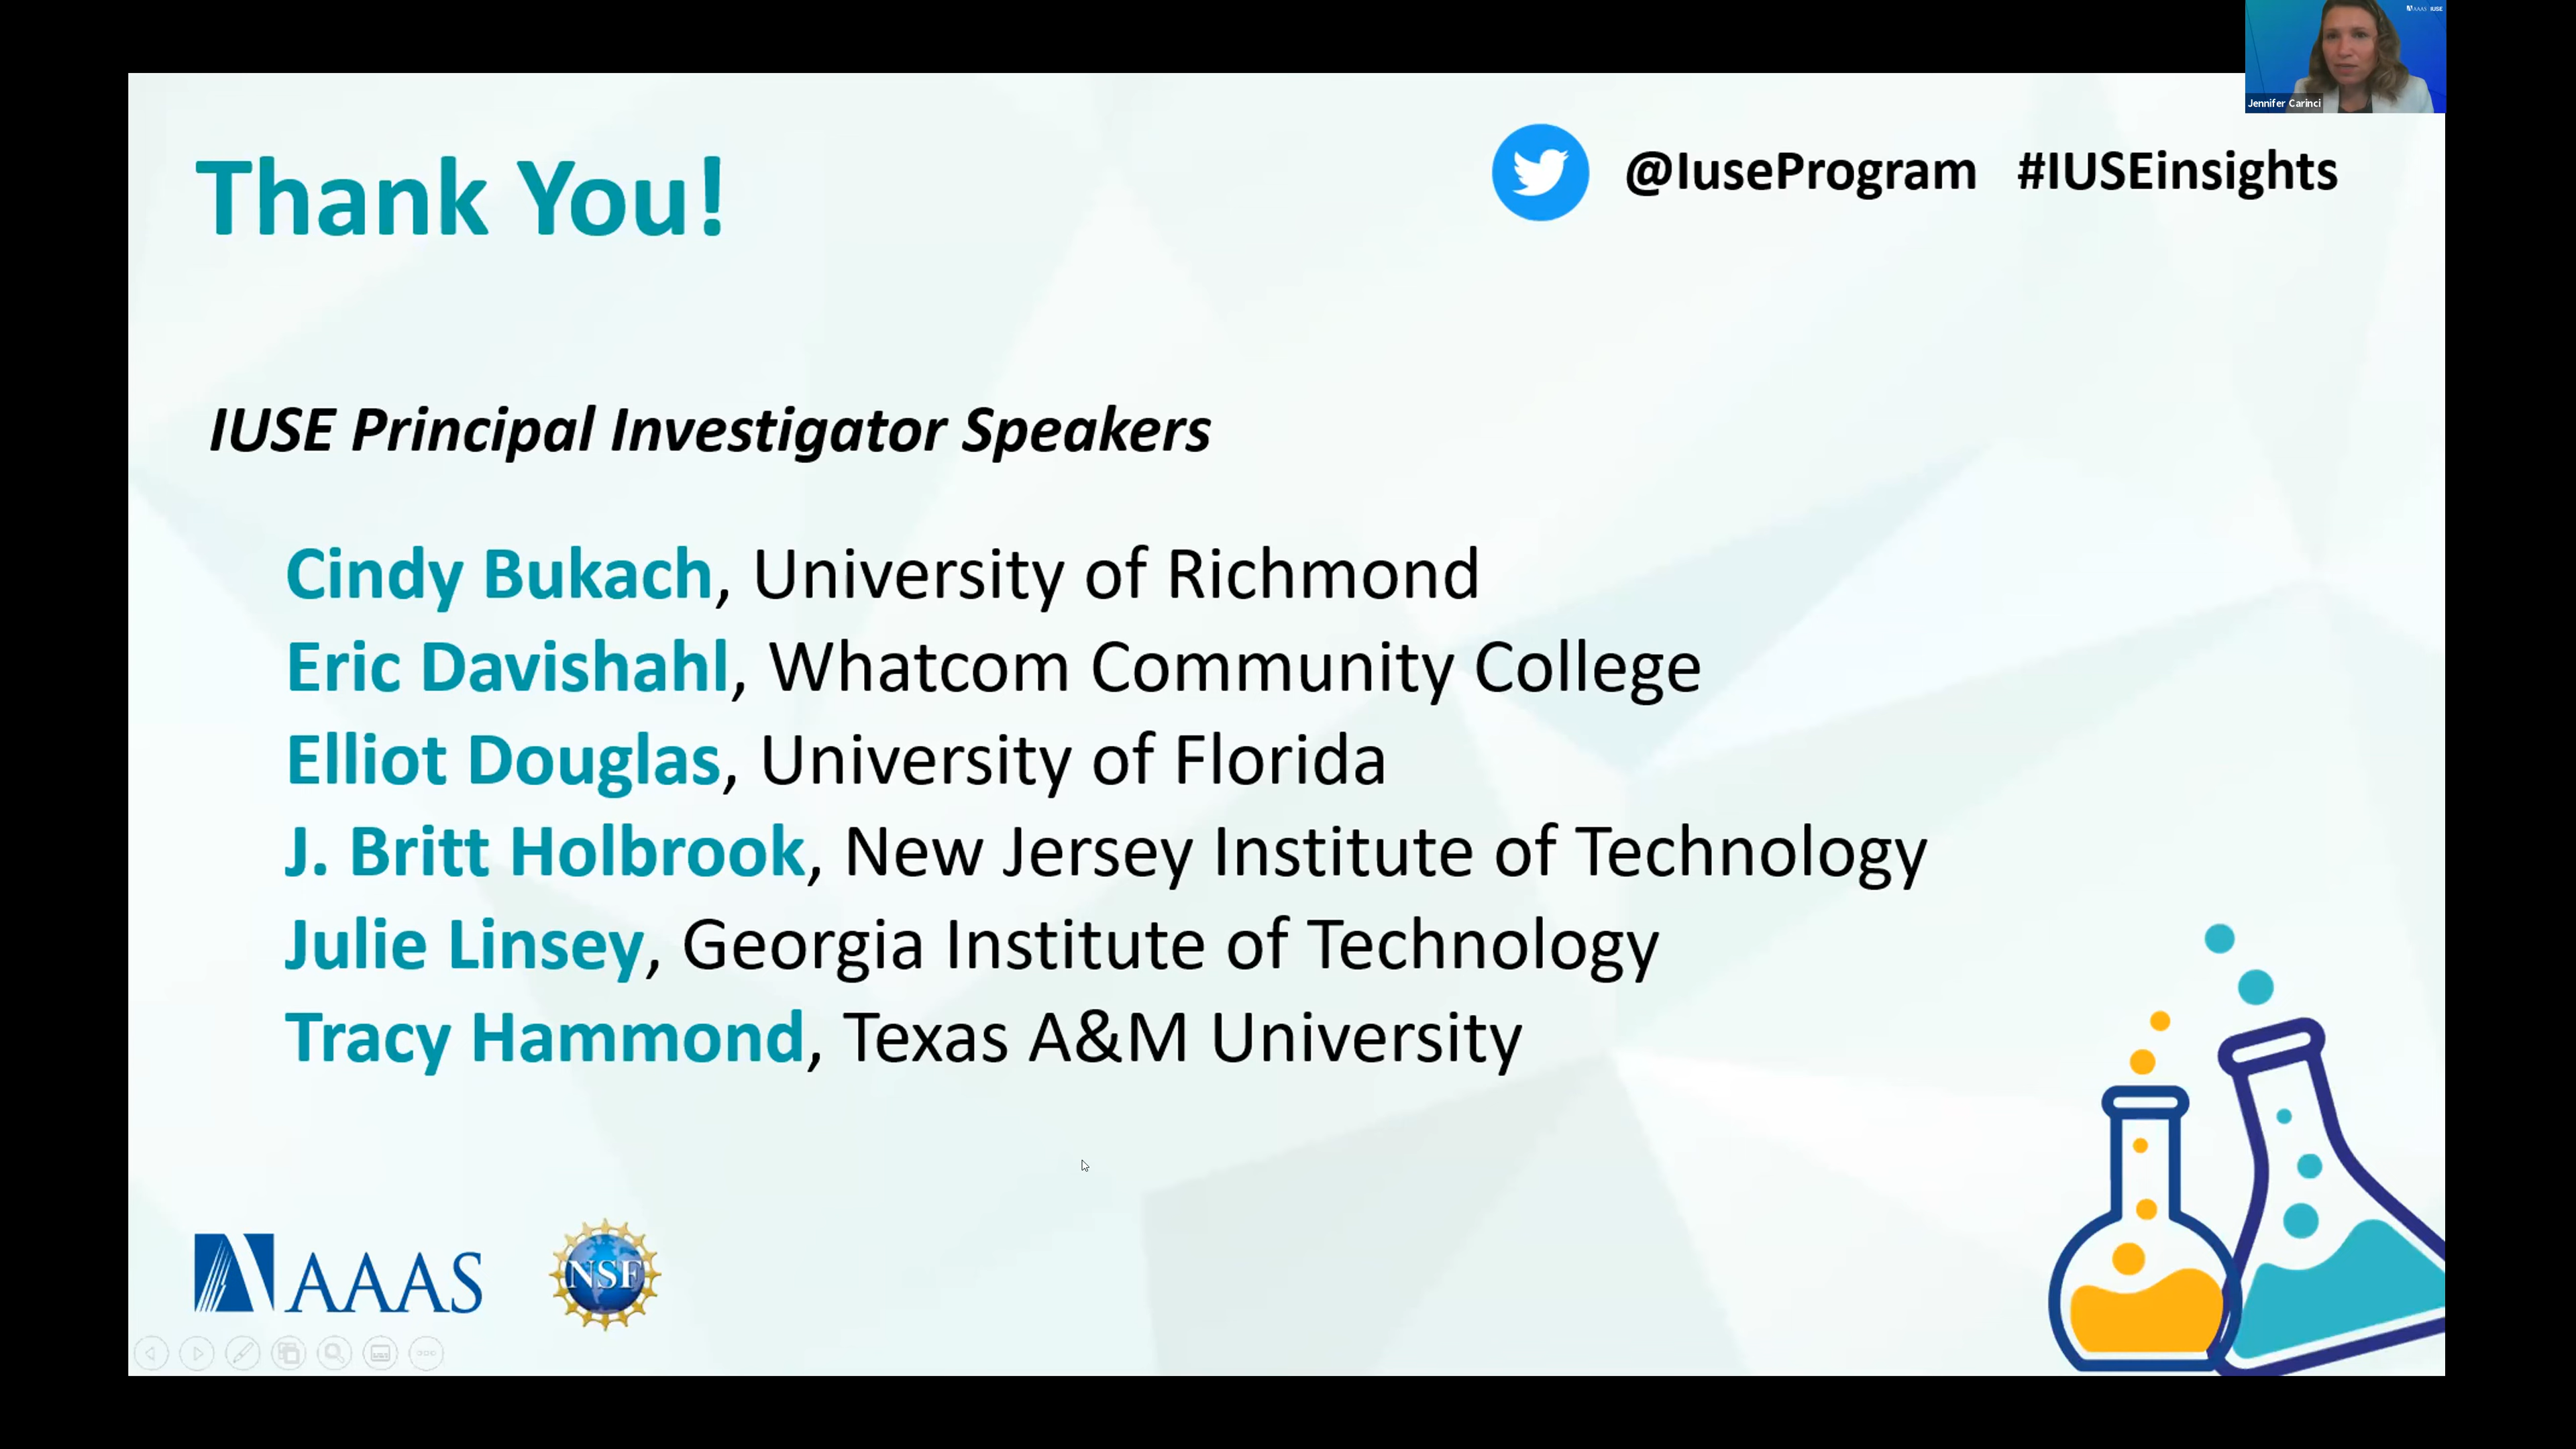 AAAS IUSE
Jennifer Carinci
Thank You!
@IuseProgram #IUSEinsights
IUSE Principal Investigator Speakers
Cindy Bukach, University of Richmond
Eric Davishahl, Whatcom Community College
Elliot Douglas, University of Florida
J. Britt Holbrook, New Jersey Institute of Technology
Julie Linsey, Georgia Institute of Technology
Tracy Hammond, Texas A&M University
AAAS
NSF